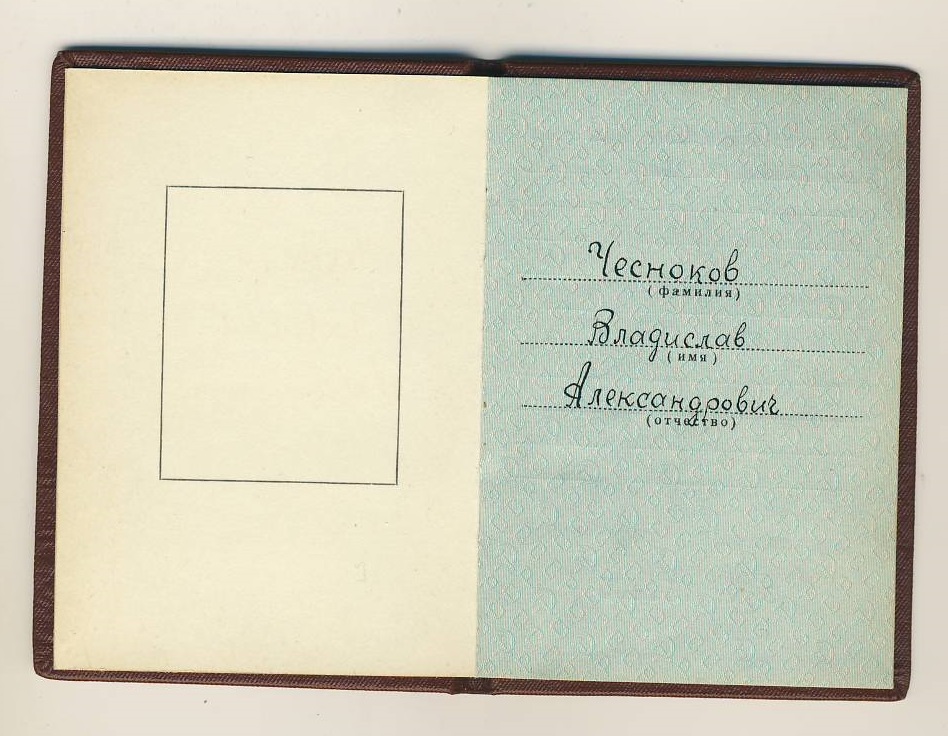 Чесноков
(фамилия)
Владислав
(имя)
Александрович
(отчество)